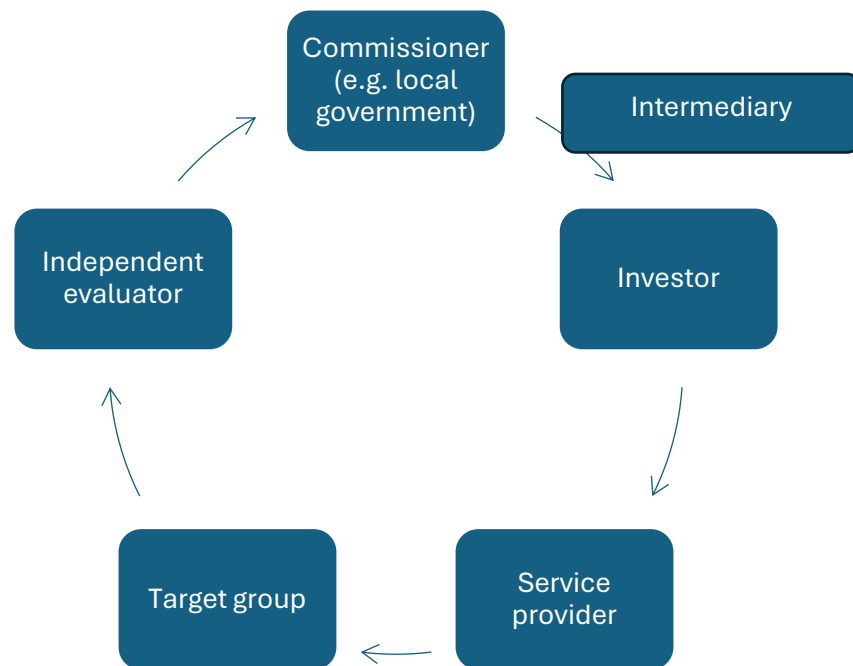 Commissioner
(e.g. local
government)
Intermediary
Independent
evaluator
Investor
Target group
Service
provider